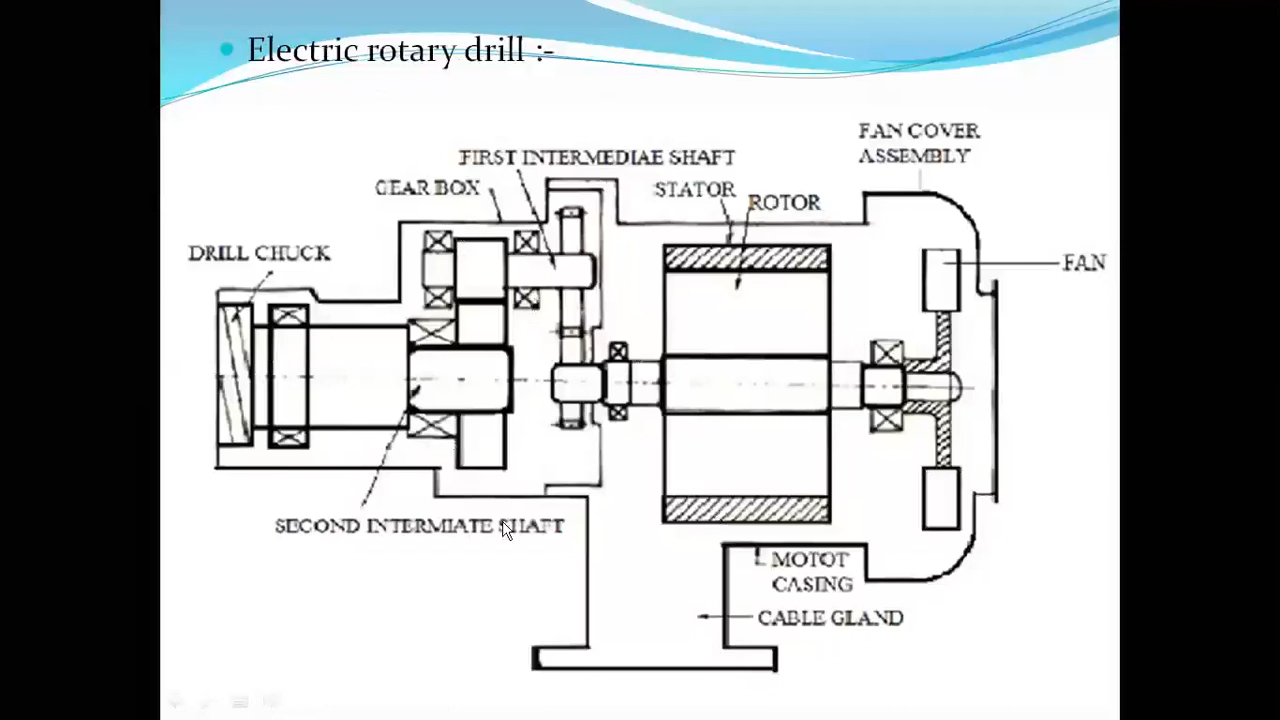 Electric rotary drill :-
FAN COVER
ASSEMBLY
FIRST INTERMEDIAE SHAFT
GEAR BOX
STATOR
ROTOR
DRILL CHUCK
FAN
SECOND INTERMIATE SHAFT
MOTOT
CASING
CABLE GLAND